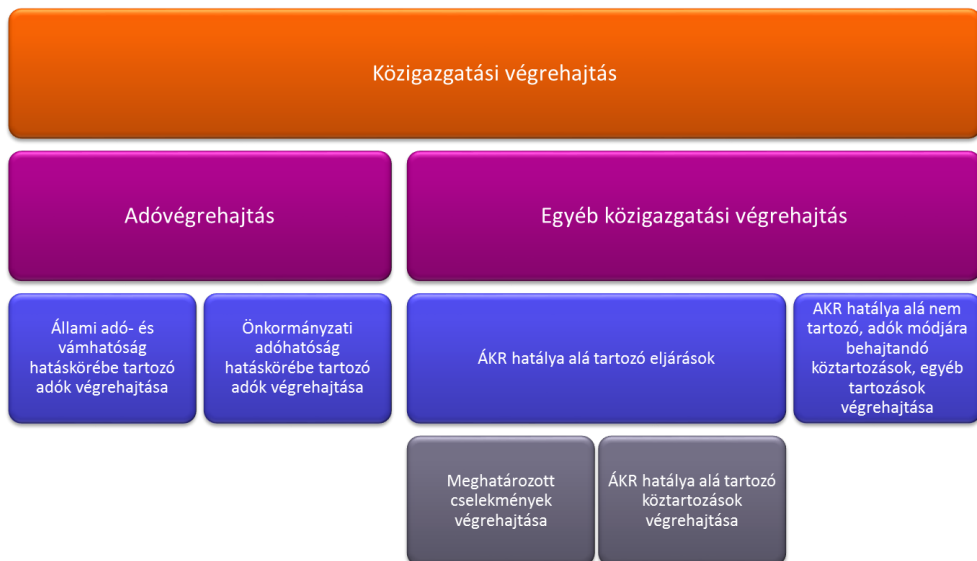 Közigazgatási végrehajtás
Adóvégrehajtás
Egyéb közigazgatási végrehajtás
Állami adó- és
vámhatóság
hatáskörébe tartozó
adók végrehajtása
Önkormányzati
adóhatóság
hatáskörébe tartozó
adók végrehajtása
ÁKR hatálya alá tartozó eljárások
AKR hatálya alá nem
tartozó, adók módjára
behajtandó
köztartozások, egyéb
tartozások
végrehajtása
Meghatározott
cselekmények
végrehajtása
ÁKR hatálya alá tartozó
köztartozások
végrehajtása